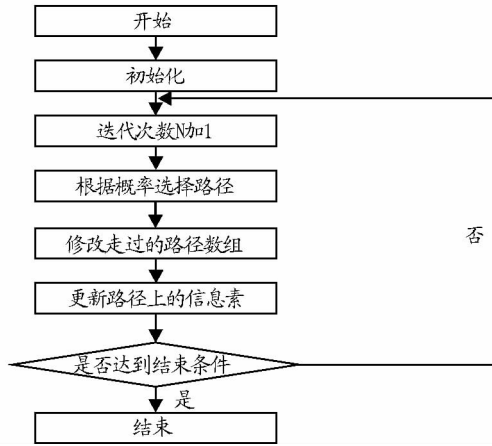 开始
初始化
迭代次数N加1
根据概率选择路径
修改走过的路径数组
否
更新路径上的信息素
是否达到结束条件
是
结束